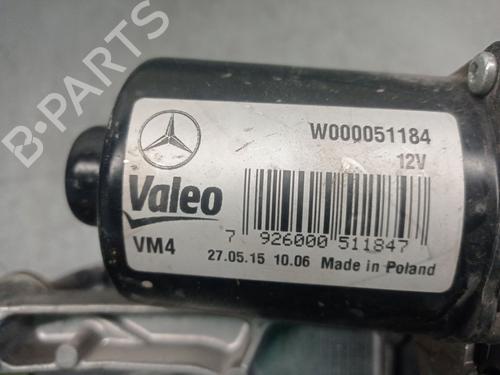 W000051184
12V
Valeo
VM4
7 926000 511847
27.05.15 10.06 Made in Poland
B-PARTS